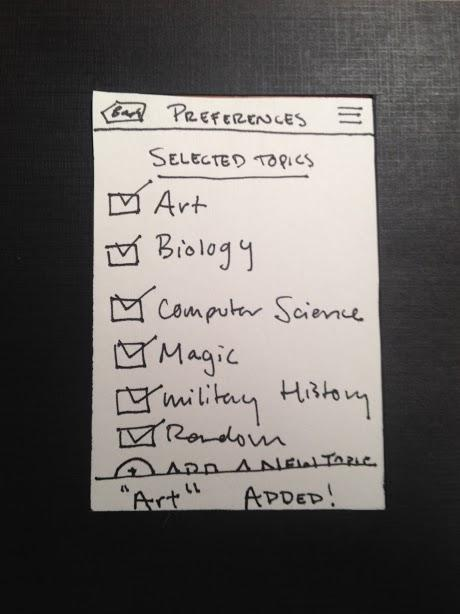 Back PREFERENCES
SELECTED TOPICS
Art
Biology
Computer Science
Magic
military History
Random
ADD A NEW TOPIC
"Art" ADDED!